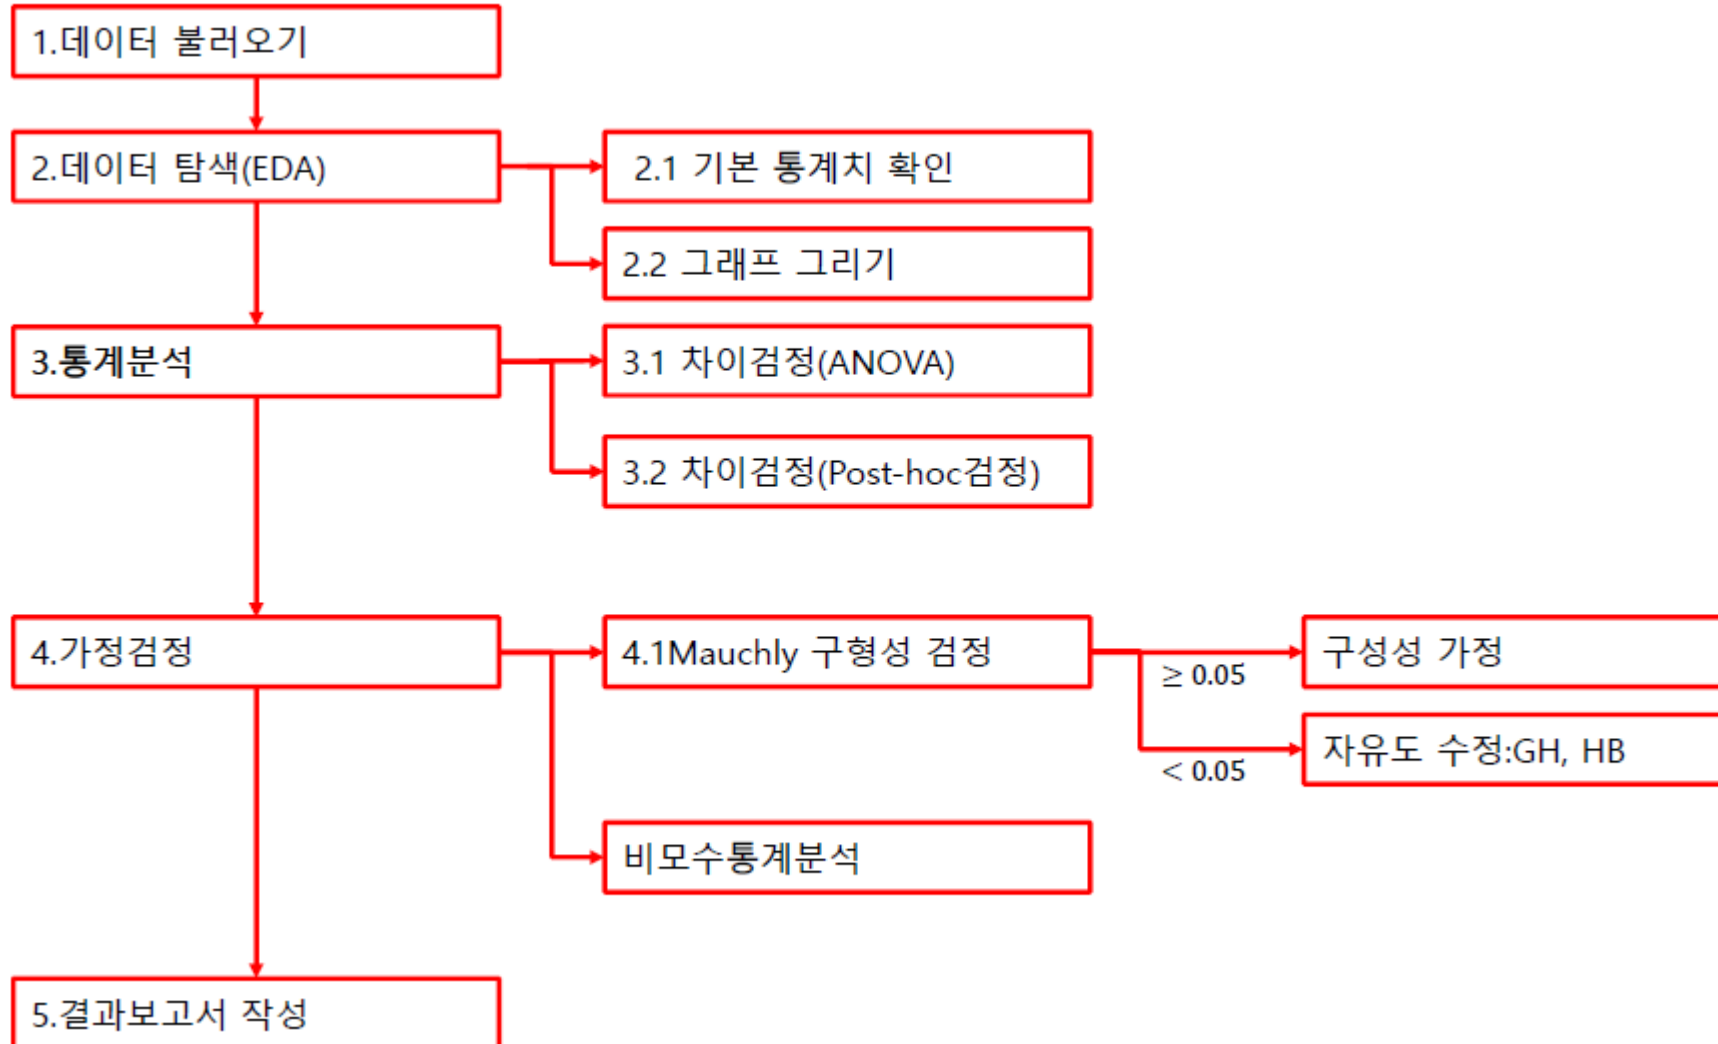 1.데이터 불러오기
2.데이터 탐색(EDA)
2.1 기본 통계치 확인
2.2 그래프 그리기
3.통계분석
3.1 차이검정(ANOVA)
3.2 차이검정(Post-hoc검정)
4.가정검정
4.1Mauchly 구형성 검정
≥ 0.05
구성성 가정
< 0.05
자유도 수정:GH, HB
비모수통계분석
5.결과보고서 작성